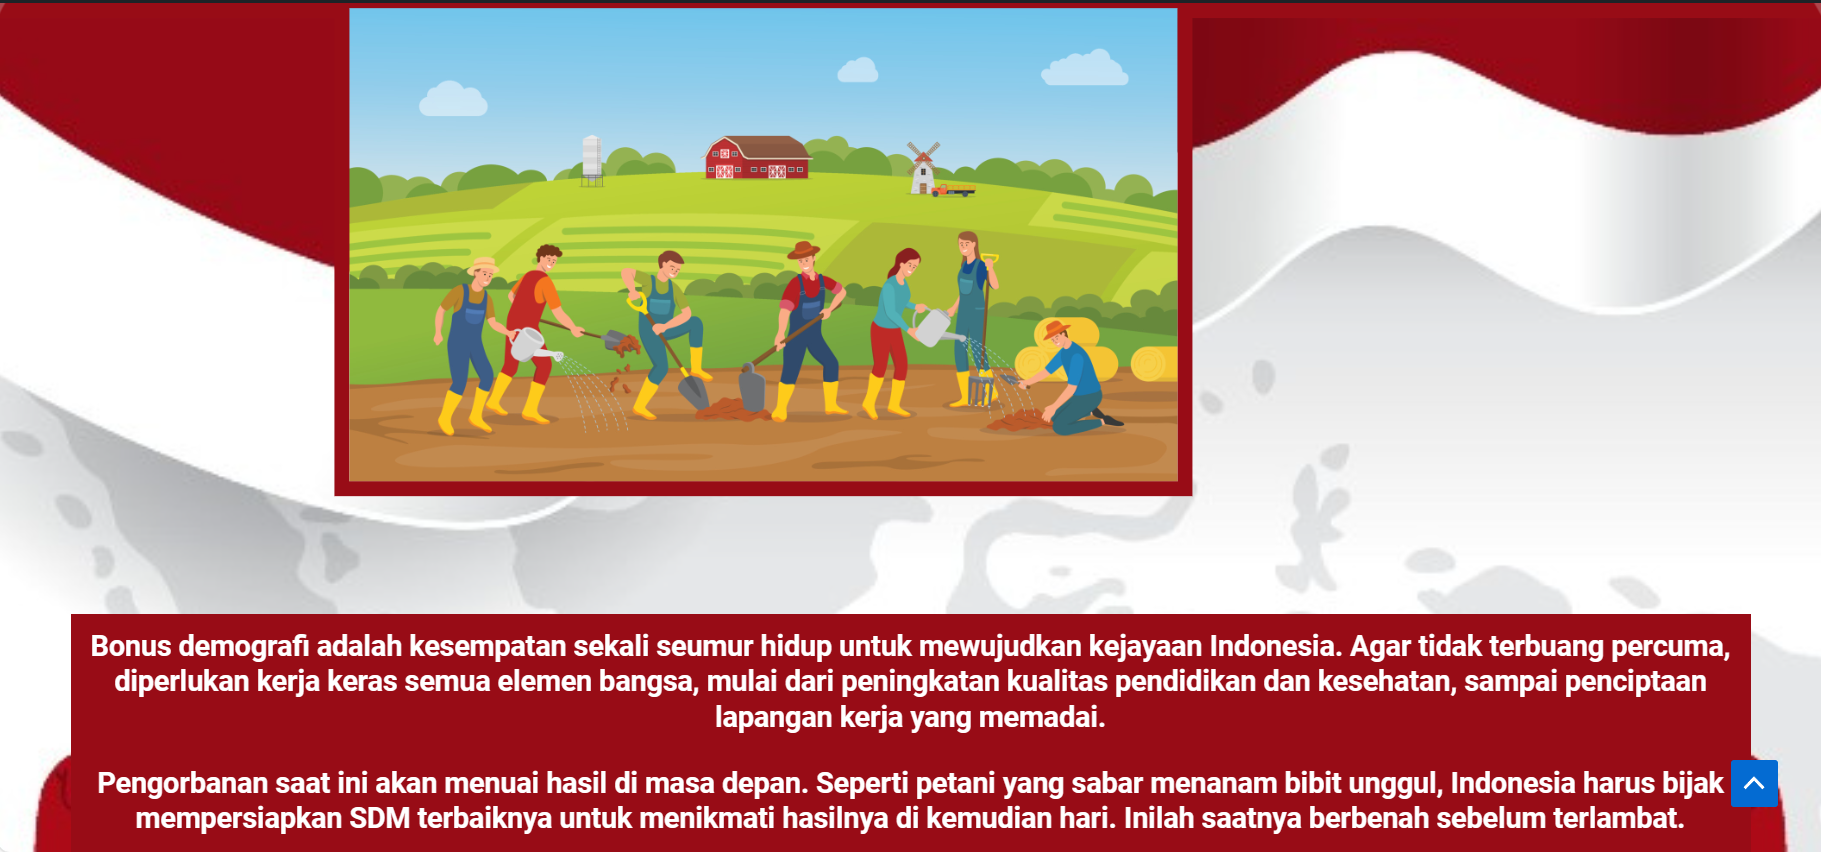 Bonus demografi adalah kesempatan sekali seumur hidup untuk mewujudkan kejayaan Indonesia. Agar tidak terbuang percuma,
diperlukan kerja keras semua elemen bangsa, mulai dari peningkatan kualitas pendidikan dan kesehatan, sampai penciptaan
lapangan kerja yang memadai.
Pengorbanan saat ini akan menuai hasil di masa depan. Seperti petani yang sabar menanam bibit unggul, Indonesia harus bijak
mempersiapkan SDM terbaiknya untuk menikmati hasilnya di kemudian hari. Inilah saatnya berbenah sebelum terlambat.